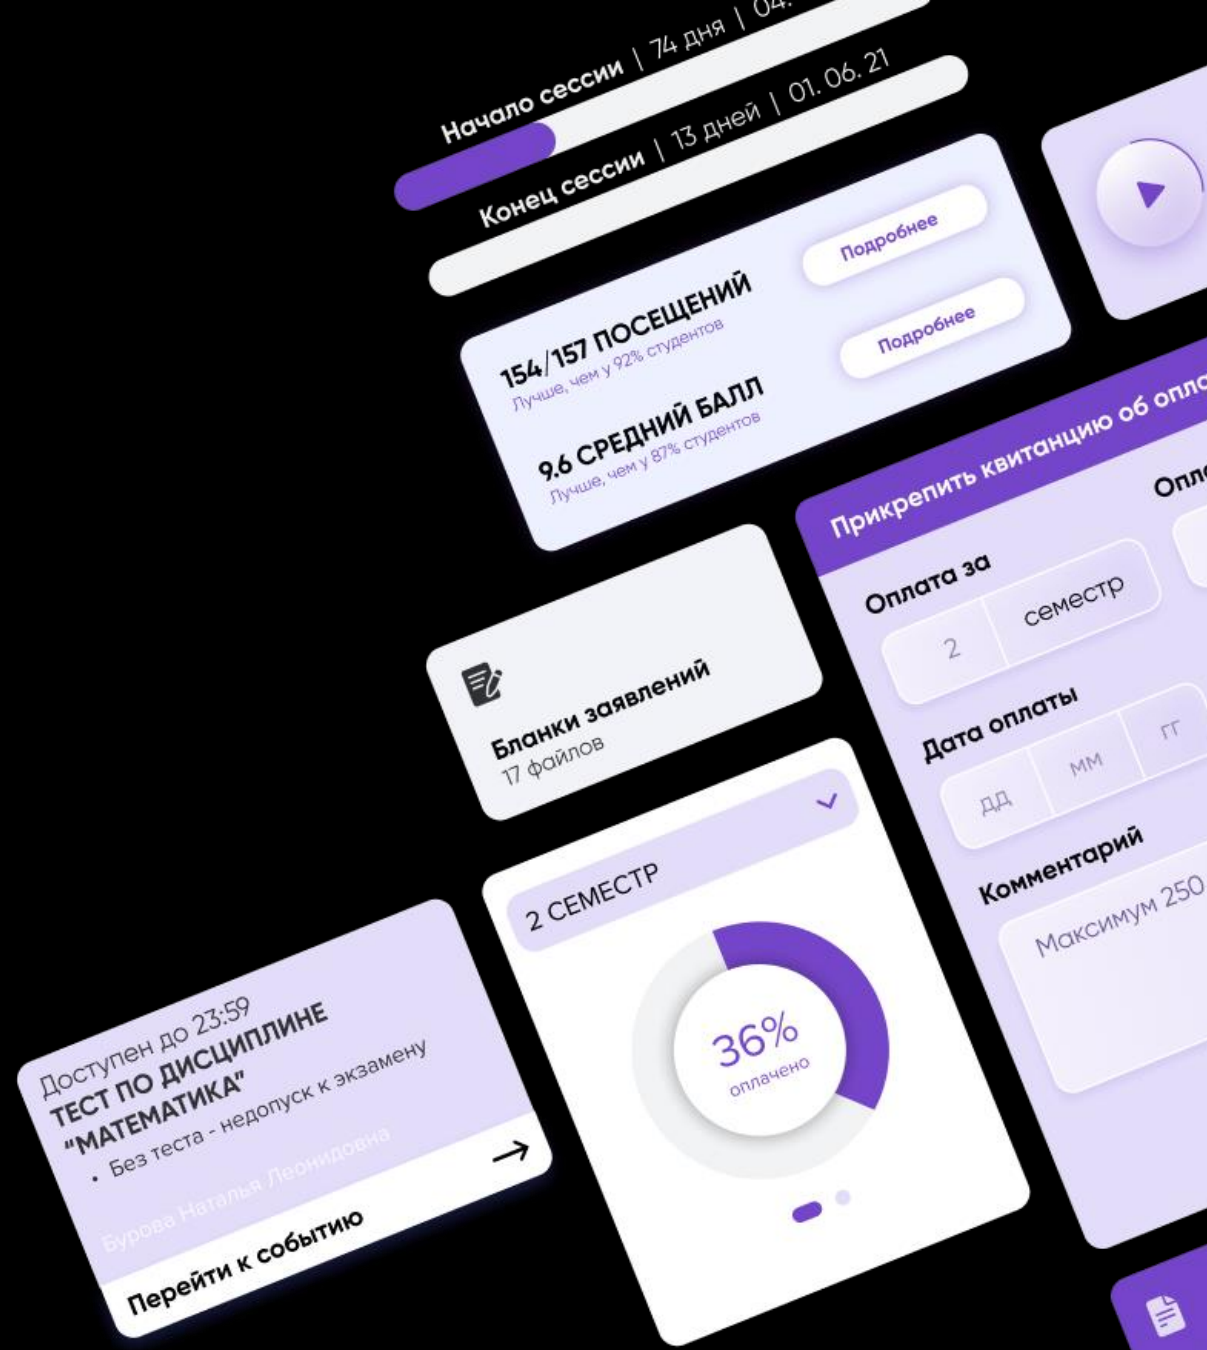 Начало сессии | 74 дня | 04.
Конец сессии | 13 дней | 01. 06. 21
154/157 ПОСЕЩЕНИЙ
Лучше, чем у 92% студентов
Подробнее
9.6 СРЕДНИЙ БАЛЛ
Лучше, чем у 87% студентов
Подробнее
Прикрепить квитанцию об опла
Оплата за
Опла
2
семестр
Дата оплаты
дд
мм
гг
Комментарий
Максимум 250
Бланки заявлений
17 файлов
2 СЕМЕСТР
36%
оплачено
Доступен до 23:59
ТЕСТ ПО ДИСЦИПЛИНЕ
“МАТЕМАТИКА”
• Без теста - недопуск к экзамену
Бурова Наталья Леонидовна
Перейти к событию